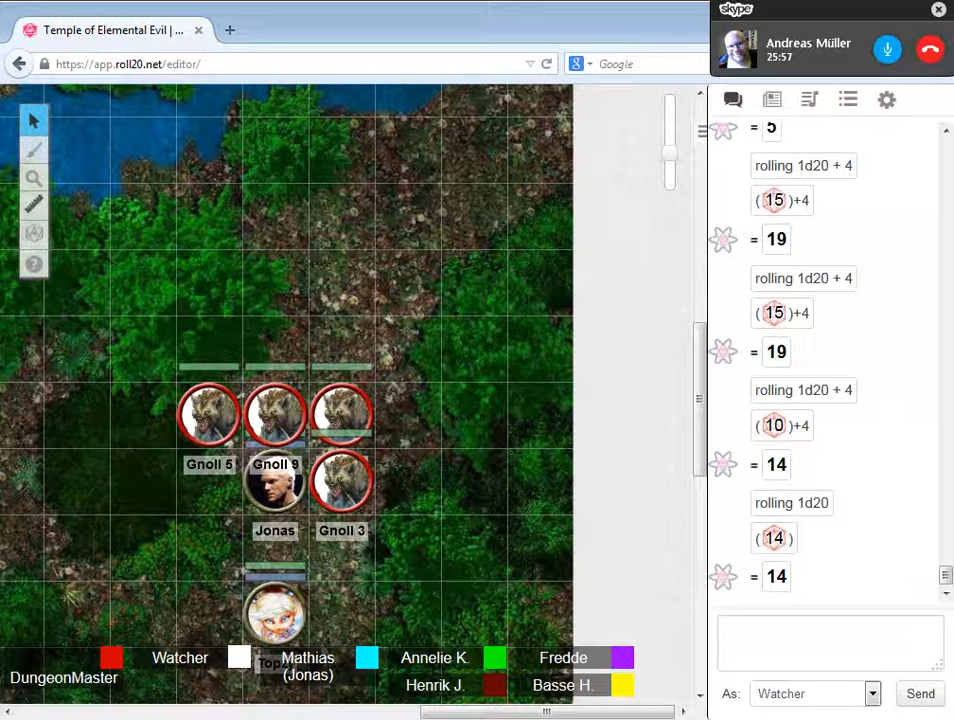 Temple of Elemental Evil | ...
https://app.roll20.net/editor/
Google
skype
Andreas Müller
25:57
= 5
rolling 1d20 + 4
(15)+4
= 19
rolling 1d20 + 4
(15)+4
= 19
rolling 1d20 + 4
(10)+4
= 14
rolling 1d20
(14)
= 14
As: Watcher
Send
Gnoll 5
Gnoll 9
Jonas
Gnoll 3
DungeonMaster
Watcher
Mathias
(Jonas)
Annelie K.
Fredde
Henrik J.
Basse H.